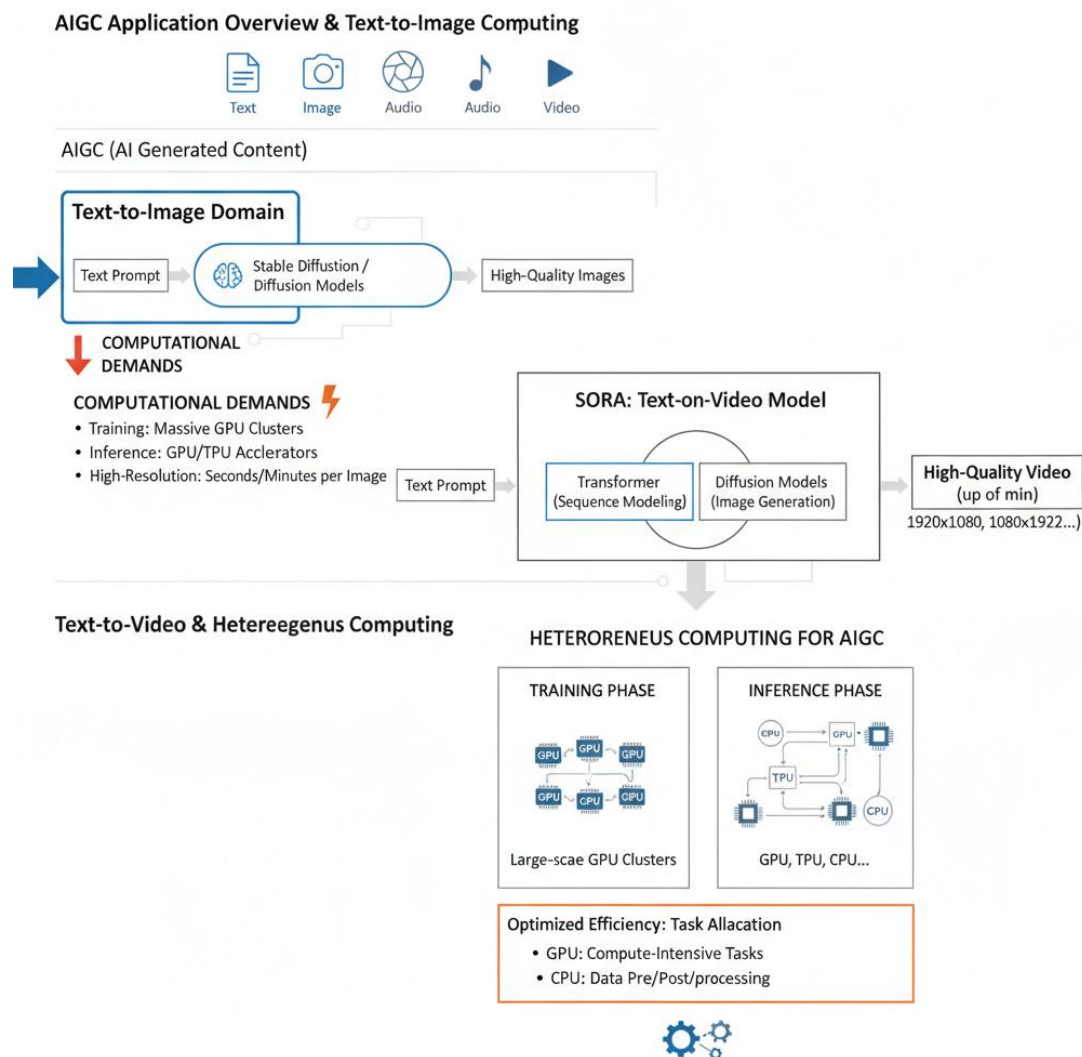 AIGC Application Overview & Text-to-Image Computing
Text
Image
Audio
Audio
Video
AIGC (AI Generated Content)
Text-to-Image Domain
Text Prompt
Stable Diffustion /
Diffusion Models
High-Quality Images
COMPUTATIONAL
DEMANDS
COMPUTATIONAL DEMANDS
• Training: Massive GPU Clusters
• Inference: GPU/TPU Acclerators
• High-Resolution: Seconds/Minutes per Image
Text Prompt
SORA: Text-on-Video Model
Transformer
(Sequence Modeling)
Diffusion Models
(Image Generation)
High-Quality Video
(up of min)
1920x1080, 1080x1922...)
Text-to-Video & Hetereegenus Computing
HETERORENEUS COMPUTING FOR AIGC
TRAINING PHASE
GPU
GPU
GPU
GPU
CPU
CIPU
Large-scae GPU Clusters
INFERENCE PHASE
CPU
GPU
TPU
CPU
GPU, TPU, CPU...
Optimized Efficiency: Task Allacation
• GPU: Compute-Intensive Tasks
• CPU: Data Pre/Post/processing